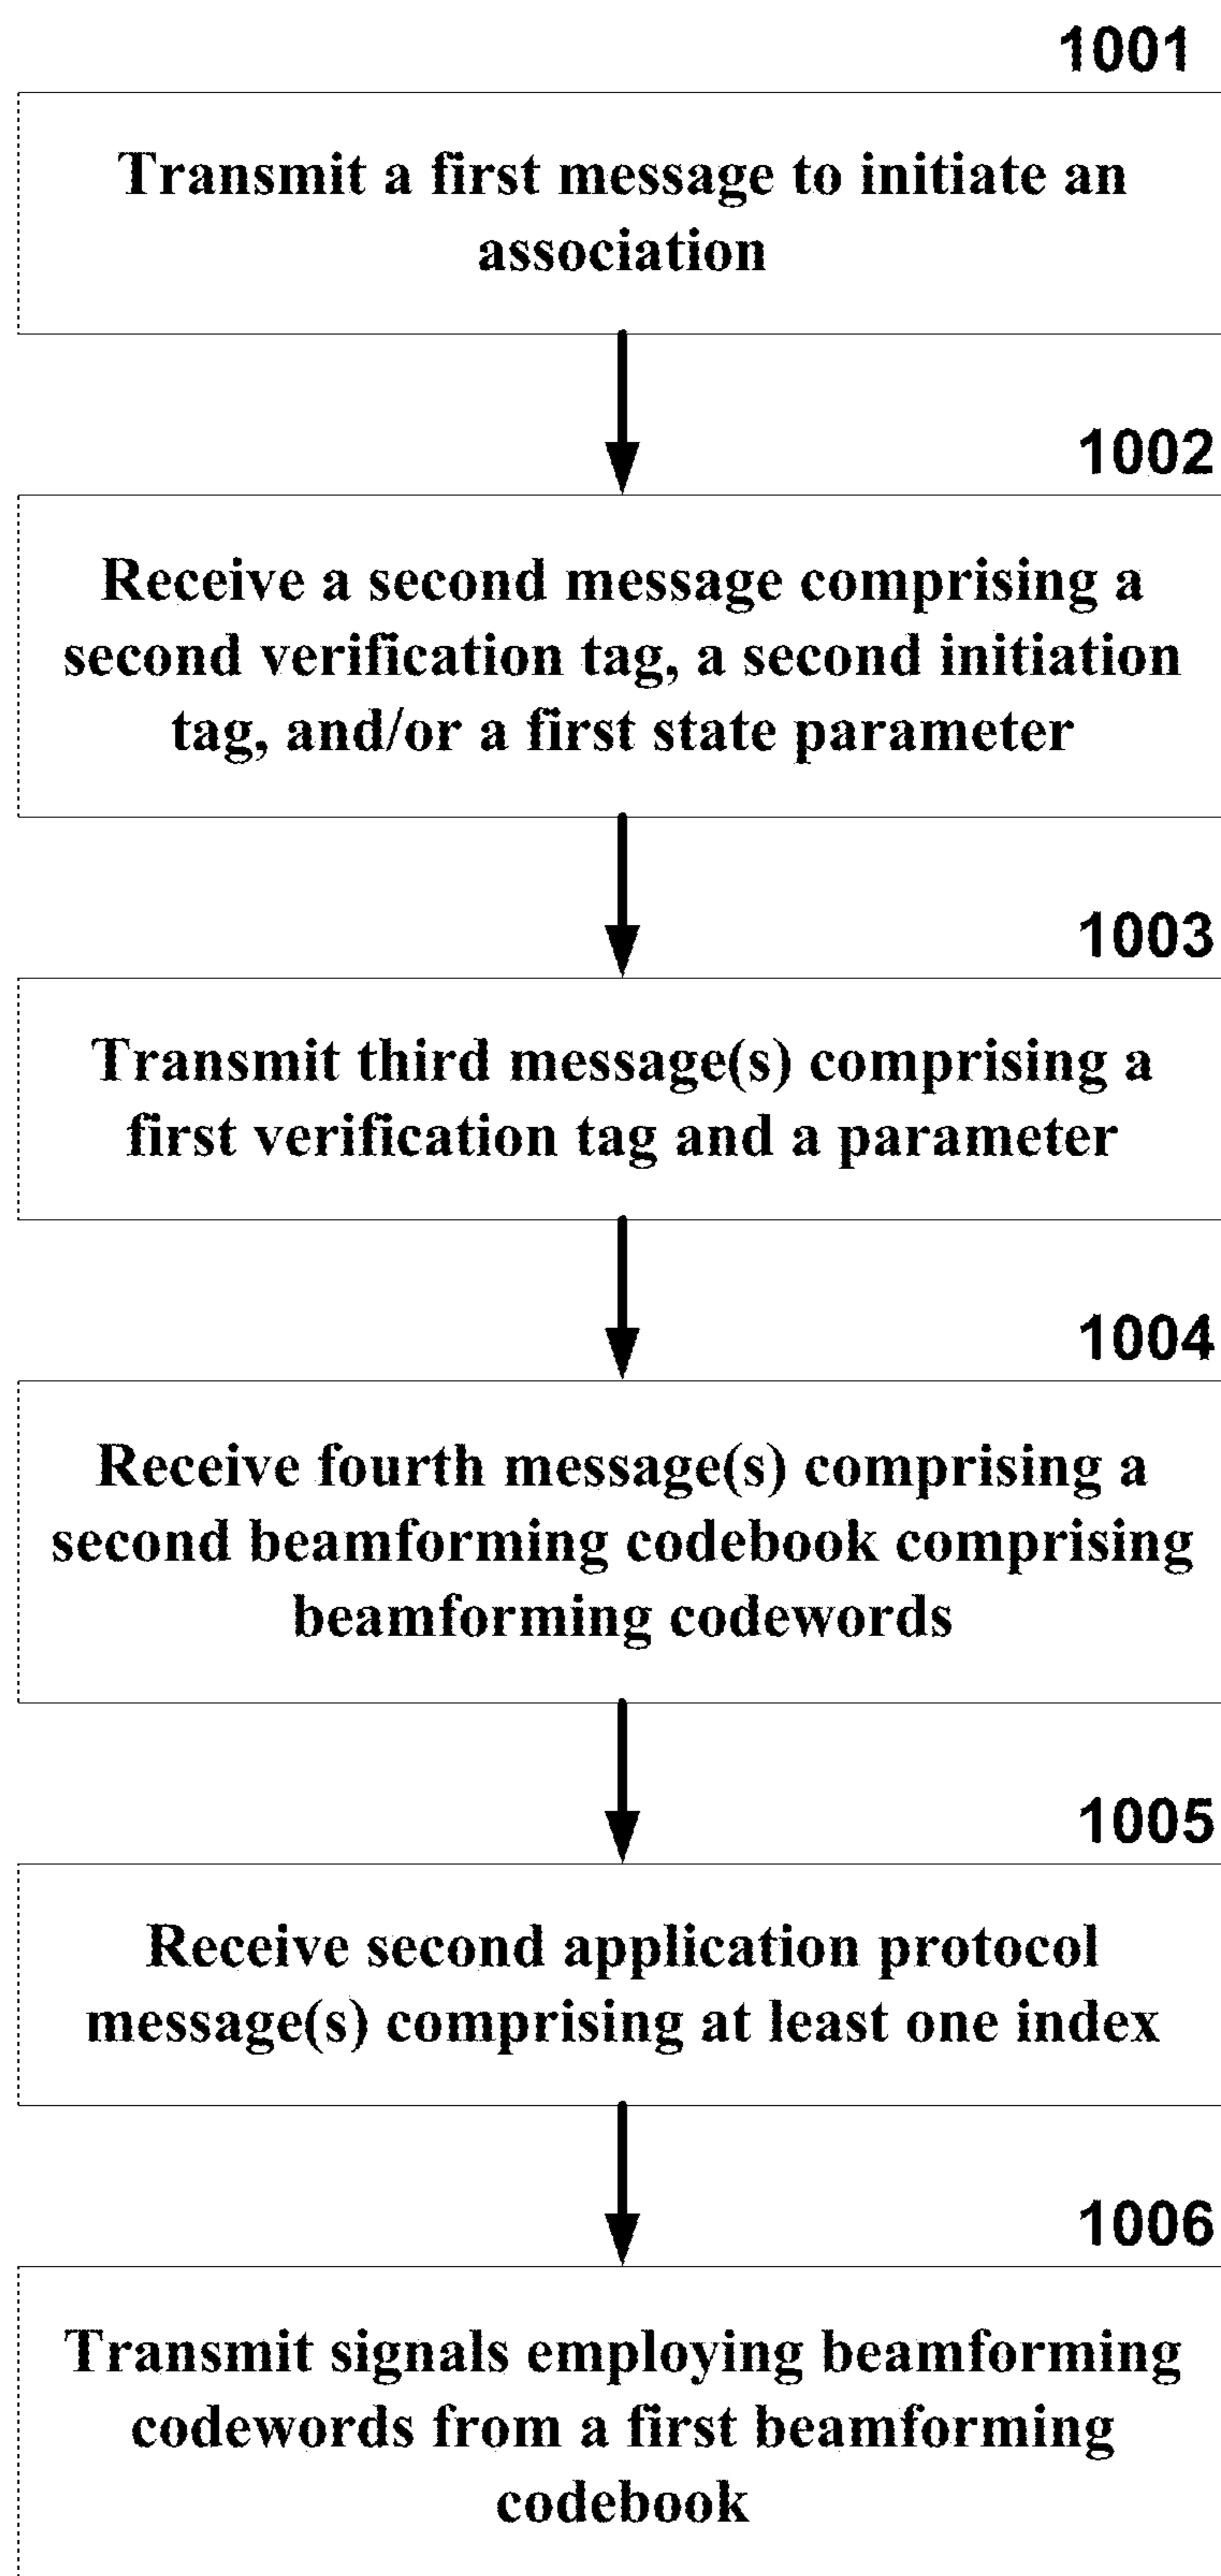 1001
Transmit a first message to initiate an
association
1002
Receive a second message comprising a
second verification tag, a second initiation
tag, and/or a first state parameter
1003
Transmit third message(s) comprising a
first verification tag and a parameter
1004
Receive fourth message(s) comprising a
second beamforming codebook comprising
beamforming codewords
1005
Receive second application protocol
message(s) comprising at least one index
1006
Transmit signals employing beamforming
codewords from a first beamforming
codebook